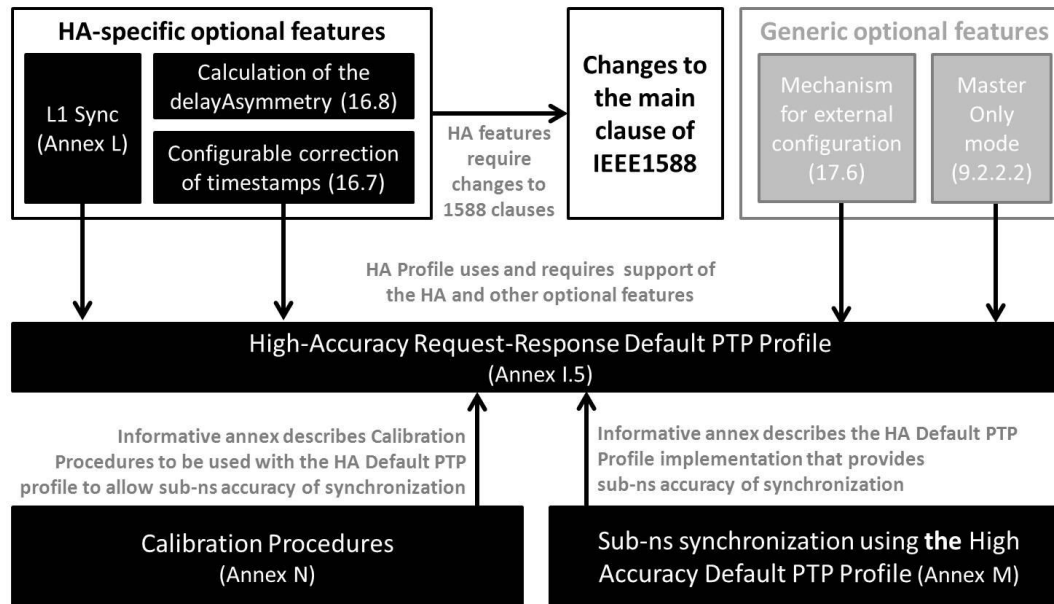 HA-specific optional features
L1 Sync
(Annex L)
Calculation of the
delayAsymmetry (16.8)
Configurable correction
of timestamps (16.7)
HA features
require
changes to
1588 clauses
Changes to
the main
clause of
IEEE1588
Generic optional features
Mechanism
for external
configuration
(17.6)
Master
Only
mode
(9.2.2.2)
HA Profile uses and requires support of
the HA and other optional features
High-Accuracy Request-Response Default PTP Profile
(Annex I.5)
Informative annex describes Calibration
Procedures to be used with the HA Default PTP
profile to allow sub-ns accuracy of synchronization
Informative annex describes the HA Default PTP
Profile implementation that provides
sub-ns accuracy of synchronization
Calibration Procedures
(Annex N)
Sub-ns synchronization using the High
Accuracy Default PTP Profile (Annex M)